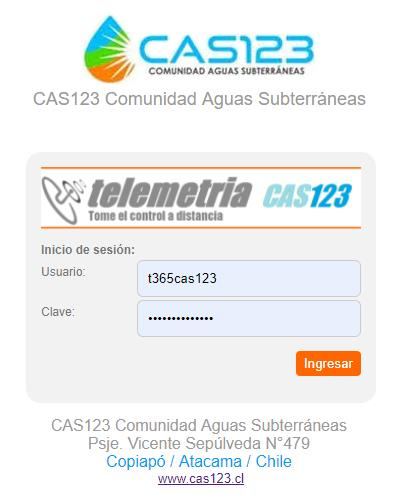 CAS123
COMUNIDAD AGUAS SUBTERRÁNEAS
CAS123 Comunidad Aguas Subterráneas
telemetria CAS123
Tome el control a distancia
Inicio de sesión:
Usuario: t365cas123
Clave: ••••••••••••••
Ingresar
CAS123 Comunidad Aguas Subterráneas
Psje. Vicente Sepúlveda N°479
Copiapó / Atacama / Chile
www.cas123.cl